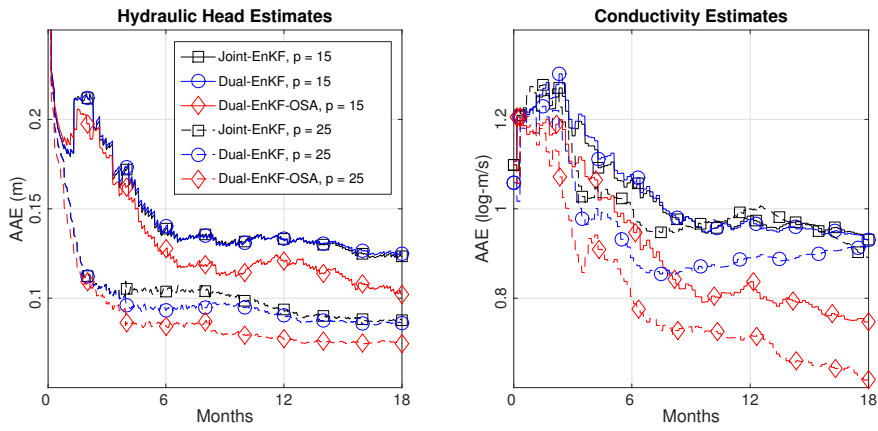 Hydraulic Head Estimates
AAE (m)
0.2
0.15
0.1
Joint-EnKF, p = 15
Dual-EnKF, p = 15
Dual-EnKF-OSA, p = 15
Joint-EnKF, p = 25
Dual-EnKF, p = 25
Dual-EnKF-OSA, p = 25
0 6 12 18
Months
Conductivity Estimates
AAE (log-m/s)
1.2
1
0.8
0 6 12 18
Months